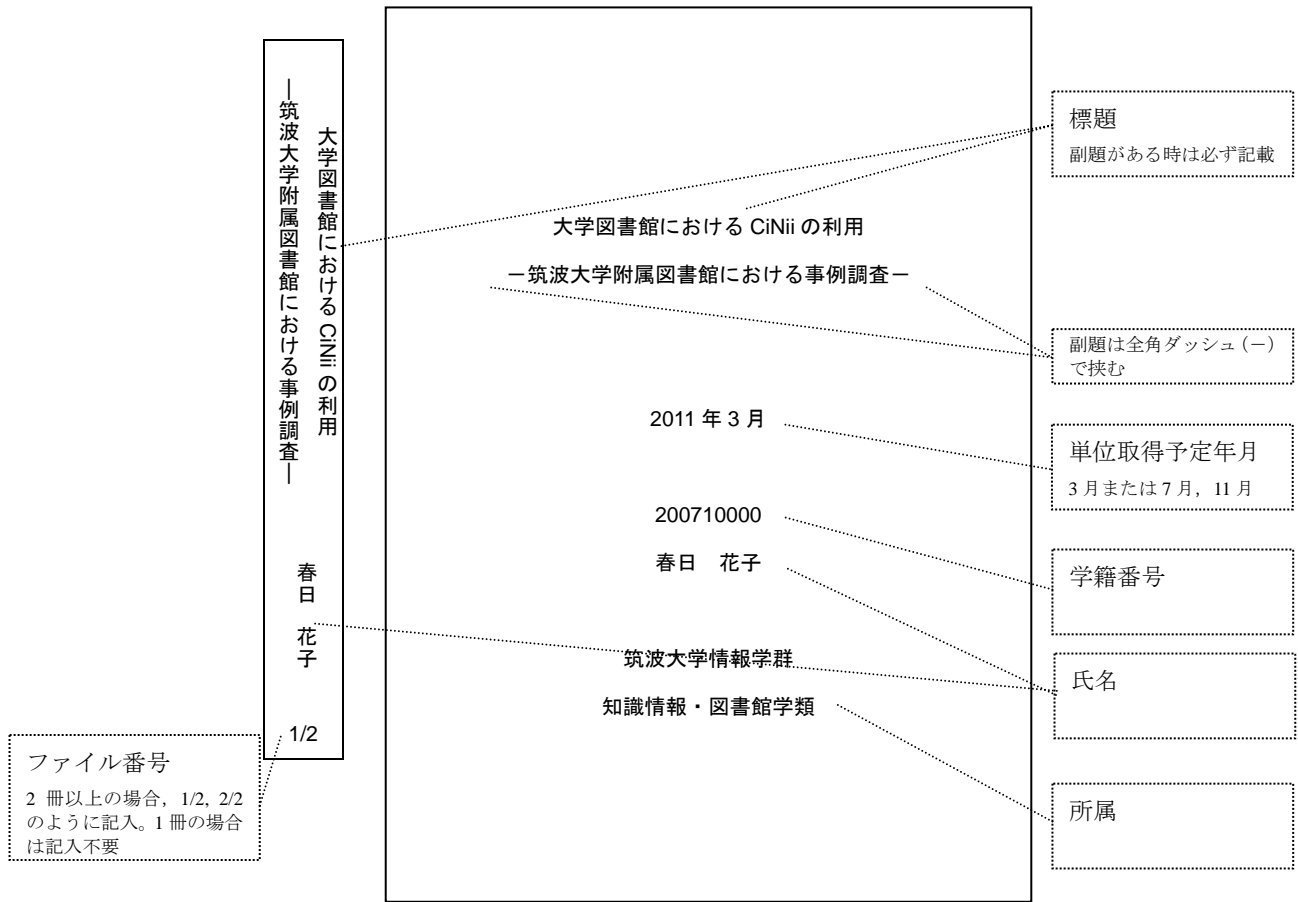 大学図書館における CiNii の利用
―筑波大学附属図書館における事例調査―
春日　花子
1/2
ファイル番号
2 冊以上の場合，1/2, 2/2
のように記入。1 冊の場合
は記入不要
大学図書館における CiNii の利用
－筑波大学附属図書館における事例調査－
2011 年 3 月
200710000
春日　花子
筑波大学情報学群
知識情報・図書館学類
標題
副題がある時は必ず記載
副題は全角ダッシュ（－）
で挟む
単位取得予定年月
3 月または 7 月，11 月
学籍番号
氏名
所属